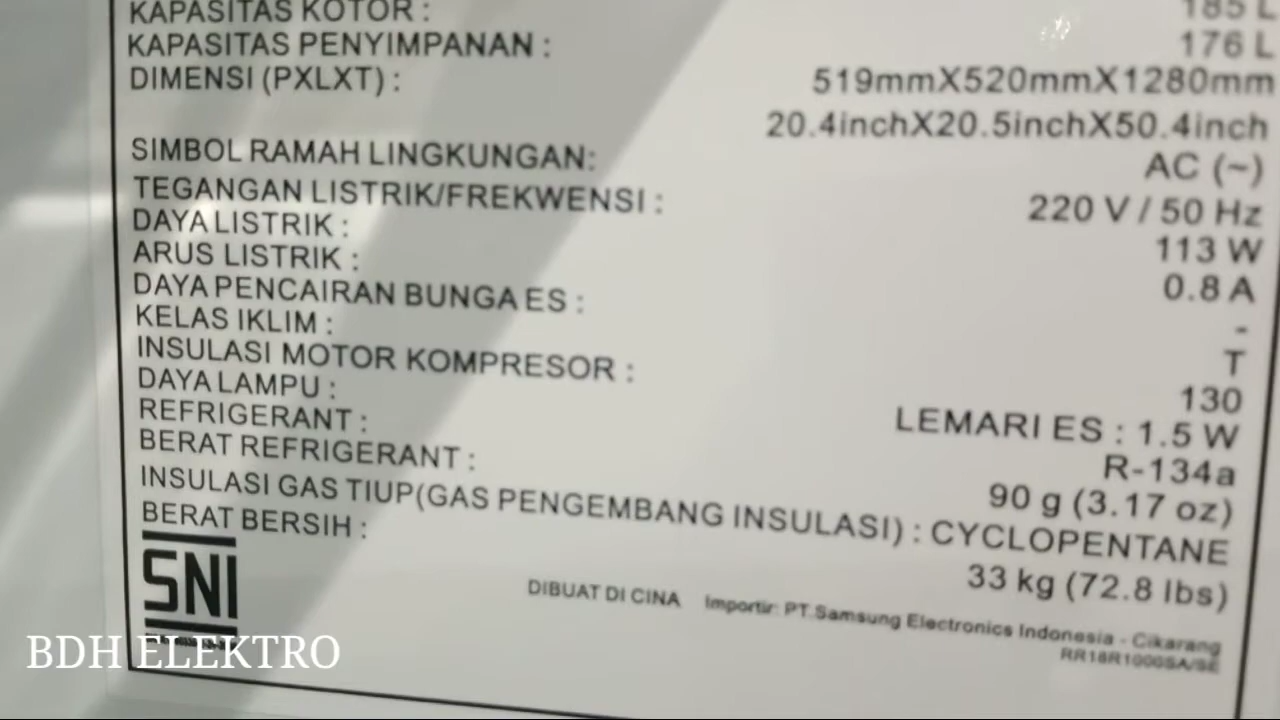 KAPASITAS KOTOR : 185 L
KAPASITAS PENYIMPANAN : 176 L
DIMENSI (PXLXT) : 519mmX520mmX1280mm
20.4inchX20.5inchX50.4inch
SIMBOL RAMAH LINGKUNGAN: AC (~)
TEGANGAN LISTRIK/FREKWENSI : 220 V / 50 Hz
DAYA LISTRIK : 113 W
ARUS LISTRIK : 0.8 A
DAYA PENCAIRAN BUNGA ES : -
KELAS IKLIM : T
INSULASI MOTOR KOMPRESOR : 130
DAYA LAMPU : LEMARI ES : 1.5 W
REFRIGERANT : R-134a
BERAT REFRIGERANT : 90 g (3.17 oz)
INSULASI GAS TIUP(GAS PENGEMBANG INSULASI) : CYCLOPENTANE
BERAT BERSIH : 33 kg (72.8 lbs)
SNI
DIBUAT DI CINA Importir: PT.Samsung Electronics Indonesia - Cikarang
RR18R1000SA/SE
BDH ELEKTRO